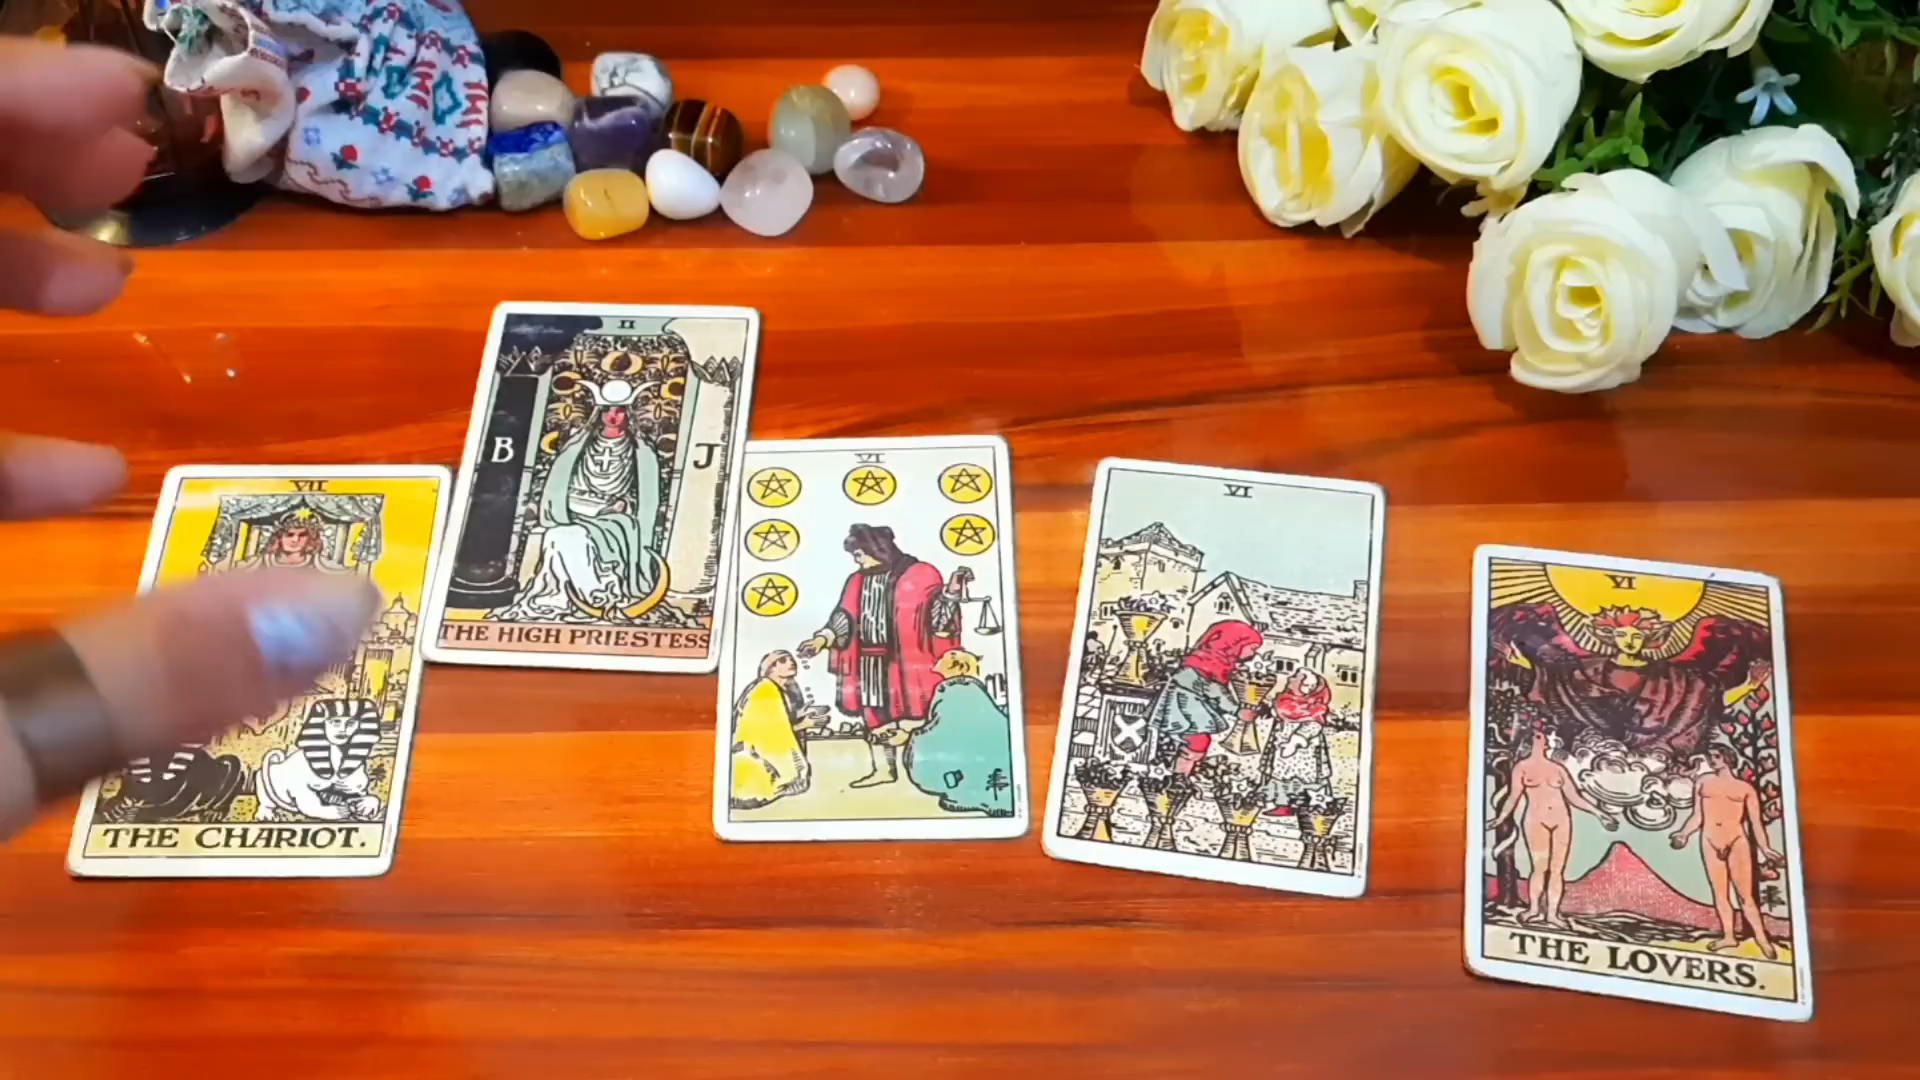 VII
THE CHARIOT.
II
B J
THE HIGH PRIESTESS
VI
VI
VI
THE LOVERS.